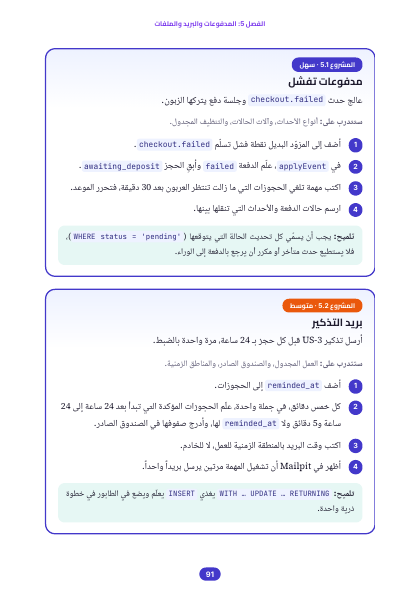 الفصل 5: المدفوعات والبريد والملفات
المشروع 5.1 · سهل
مدفوعات تفشل
عالج حدث checkout.failed وجلسة دفع يتركها الزبون.
ستتدرب على: أنواع الأحداث، وآلات الحالات، والتنظيف المجدول.
1 أضف إلى المزوّد البديل نقطة فشل تسلّم checkout.failed.
2 في applyEvent، علّم الدفعة failed وأبقِ الحجز awaiting_deposit.
3 اكتب مهمة تلغي الحجوزات التي ما زالت تنتظر العربون بعد 30 دقيقة، فتتحرر الموعد.
4 ارسم حالات الدفعة والأحداث التي تنقلها بينها.
تلميح: يجب أن يسمّي كل تحديث الحالة التي يتوقعها (WHERE status = 'pending')،
فلا يستطيع حدث متأخر أو مكرر أن يرجع بالدفعة إلى الوراء.
المشروع 5.2 · متوسط
بريد التذكير
أرسل تذكير US-3 قبل كل حجز بـ 24 ساعة، مرة واحدة بالضبط.
ستتدرب على: العمل المجدول، والصندوق الصادر، والمناطق الزمنية.
1 أضف reminded_at إلى الحجوزات.
2 كل خمس دقائق، في جملة واحدة، علّم الحجوزات المؤكدة التي تبدأ بعد 24 ساعة إلى 24
ساعة و5 دقائق ولا reminded_at لها، وأدرج صفوفها في الصندوق الصادر.
3 اكتب وقت البريد بالمنطقة الزمنية للعمل، لا للخادم.
4 أظهر في Mailpit أن تشغيل المهمة مرتين يرسل بريداً واحداً.
تلميح: WITH … UPDATE … RETURNING يغذي INSERT يعلّم ويضع في الطابور في خطوة
ذرية واحدة.
91